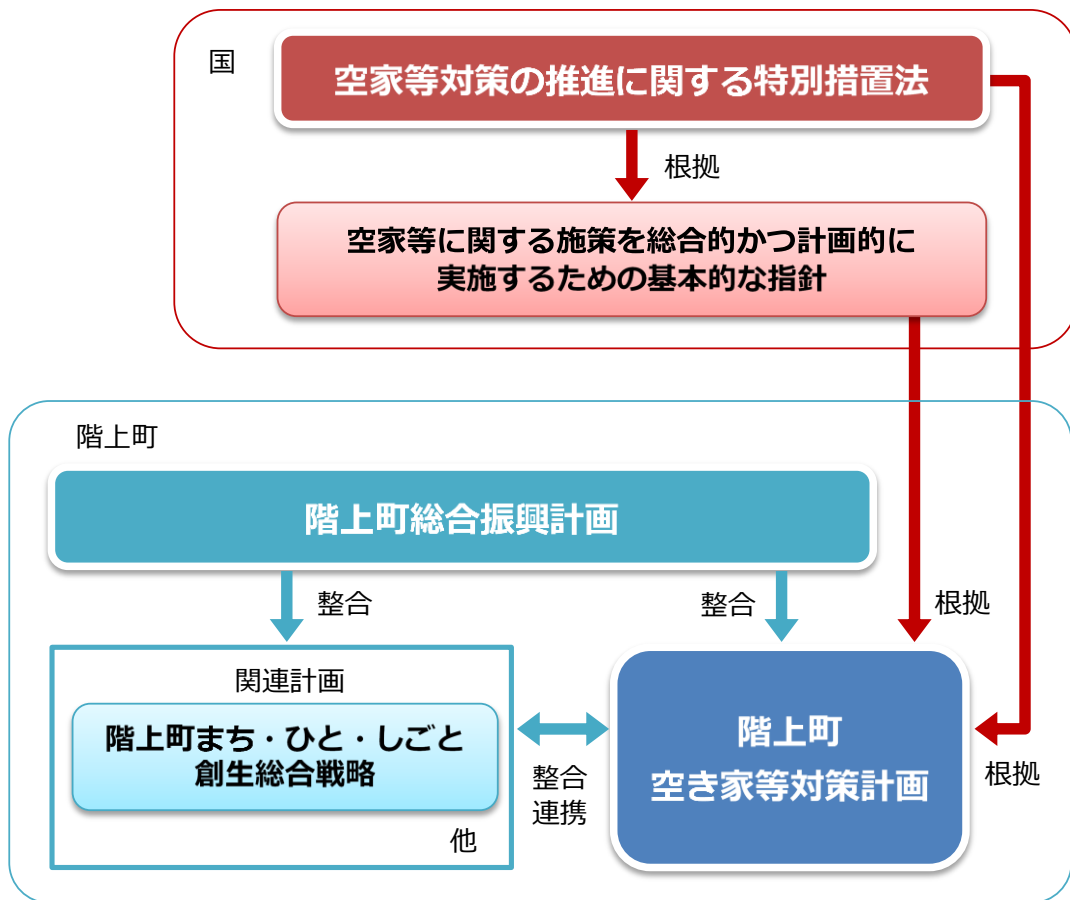 国
空家等対策の推進に関する特別措置法
根拠
空家等に関する施策を総合的かつ計画的に
実施するための基本的な指針
階上町
階上町総合振興計画
整合
整合
根拠
関連計画
階上町まち・ひと・しごと
創生総合戦略
他
整合
連携
階上町
空き家等対策計画
根拠